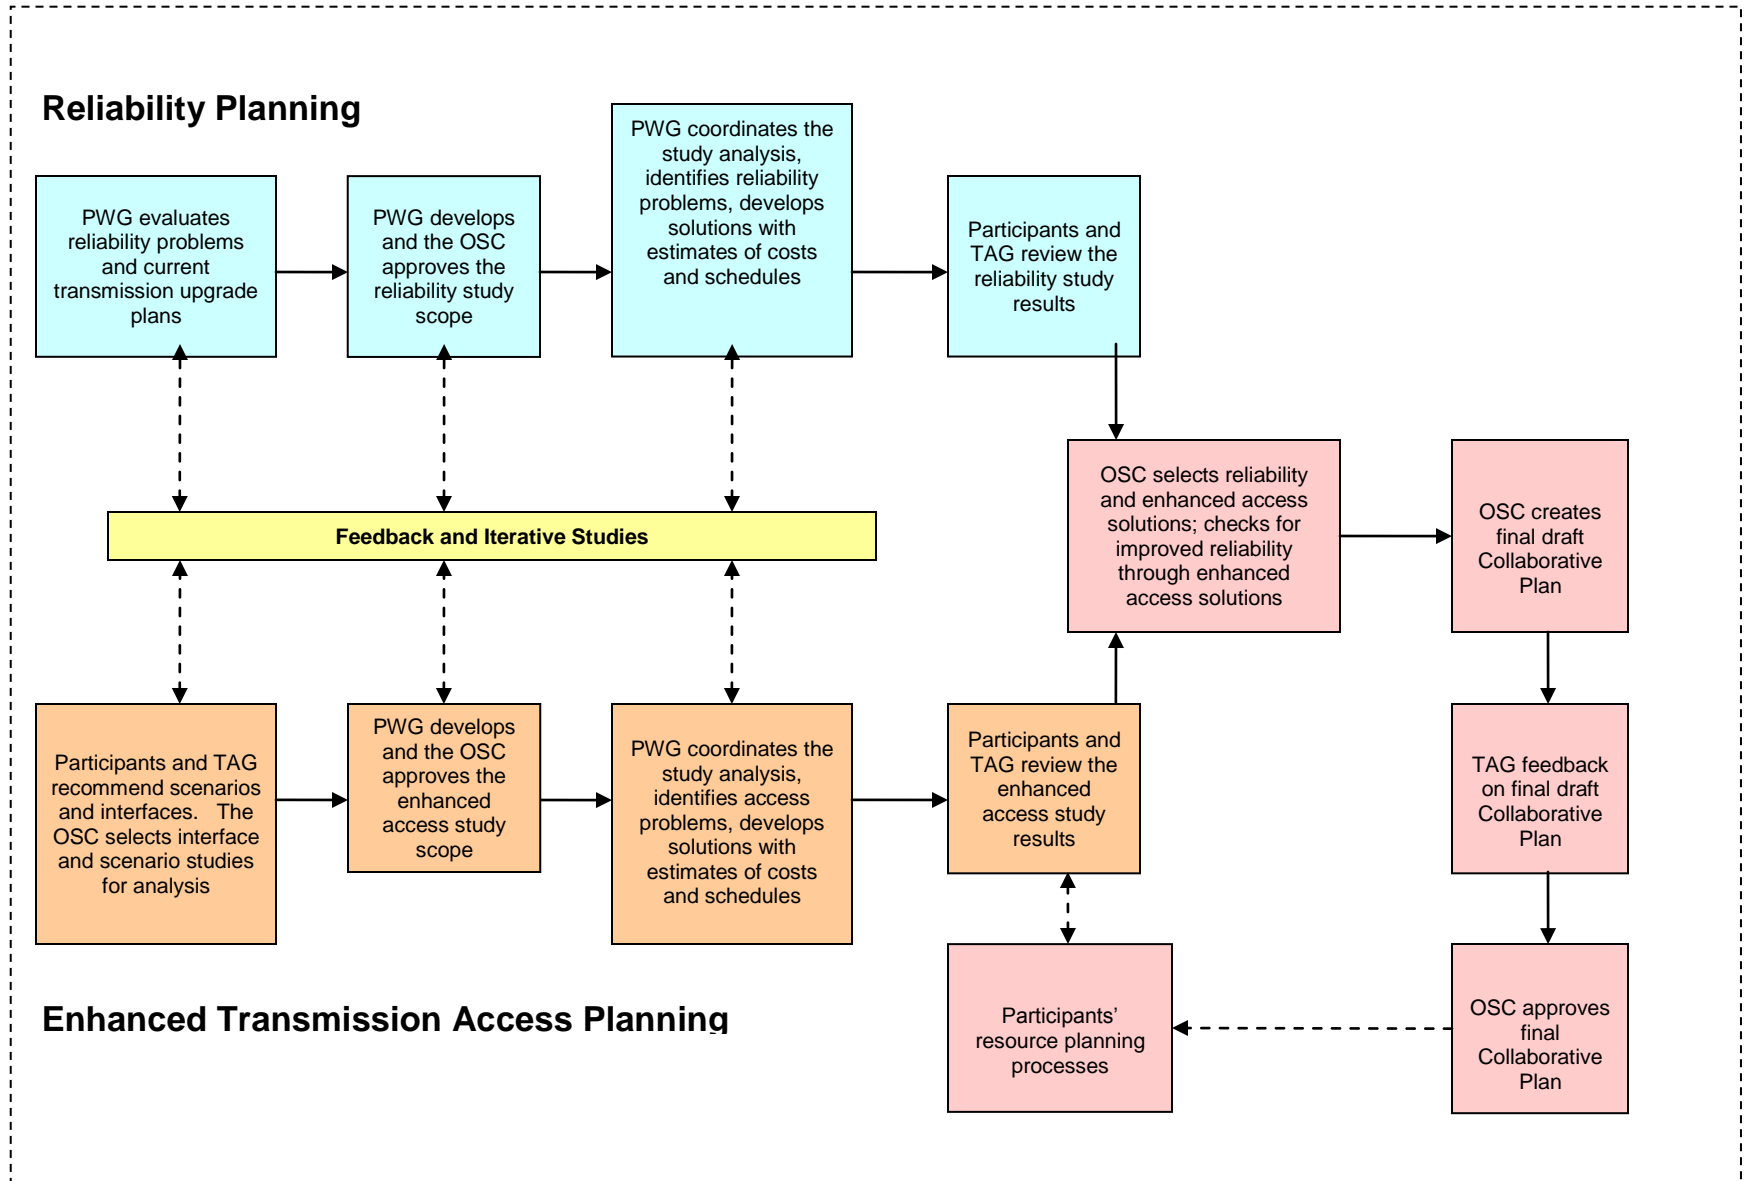 Reliability Planning
PWG evaluates
reliability problems
and current
transmission upgrade
plans
PWG develops
and the OSC
approves the
reliability study
scope
PWG coordinates the
study analysis,
identifies reliability
problems, develops
solutions with
estimates of costs
and schedules
Participants and
TAG review the
reliability study
results
Feedback and Iterative Studies
OSC selects reliability
and enhanced access
solutions; checks for
improved reliability
through enhanced
access solutions
OSC creates
final draft
Collaborative
Plan
Participants and TAG
recommend scenarios
and interfaces.   The
OSC selects interface
and scenario studies
for analysis
PWG develops
and the OSC
approves the
enhanced
access study
scope
PWG coordinates the
study analysis,
identifies access
problems, develops
solutions with
estimates of costs
and schedules
Participants and
TAG review the
enhanced
access study
results
TAG feedback
on final draft
Collaborative
Plan
Enhanced Transmission Access Planning
Participants’
resource planning
processes
OSC approves
final
Collaborative
Plan